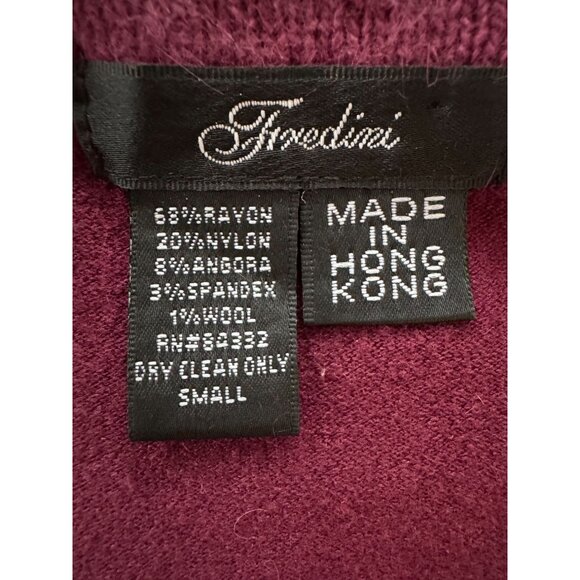 Fredini
68%RAYON
20%NYLON
8%ANGORA
3%SPANDEX
1%WOOL
RN#84332
DRY CLEAN ONLY
SMALL
MADE
IN
HONG
KONG